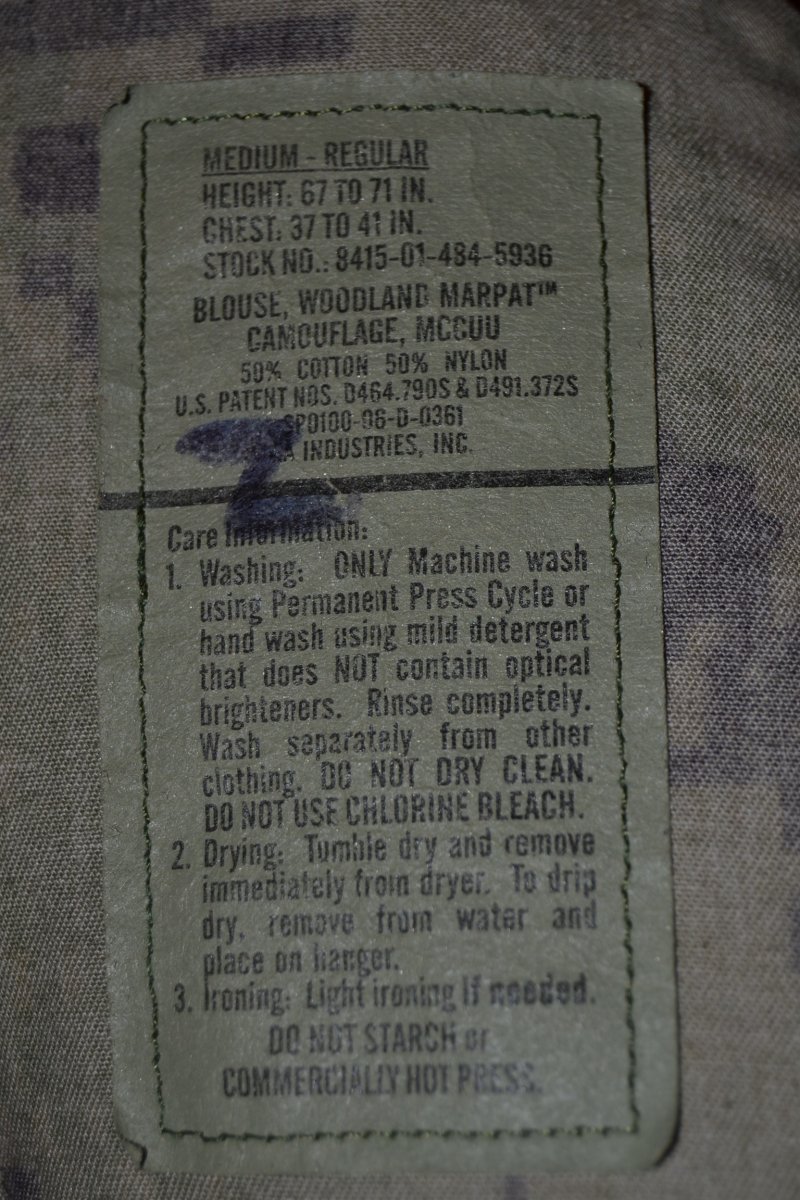 MEDIUM - REGULAR
HEIGHT: 67 TO 71 IN.
CHEST: 37 TO 41 IN.
STOCK NO.: 8415-01-484-5936
BLOUSE, WOODLAND MARPAT™
CAMOUFLAGE, MCCUU
50% COTTON 50% NYLON
U.S. PATENT NOS. D464.790S & D491.372S
SP0100-06-D-0361
INDUSTRIES, INC.
Care Information:
1. Washing: ONLY Machine wash
using Permanent Press Cycle or
hand wash using mild detergent
that does NOT contain optical
brighteners. Rinse completely.
Wash separately from other
clothing. DO NOT DRY CLEAN.
DO NOT USE CHLORINE BLEACH.
2. Drying: Tumble dry and remove
immediately from dryer. To drip
dry, remove from water and
place on hanger.
3. Ironing: Light ironing if needed.
DO NOT STARCH or
COMMERCIALLY HOT PRESS.